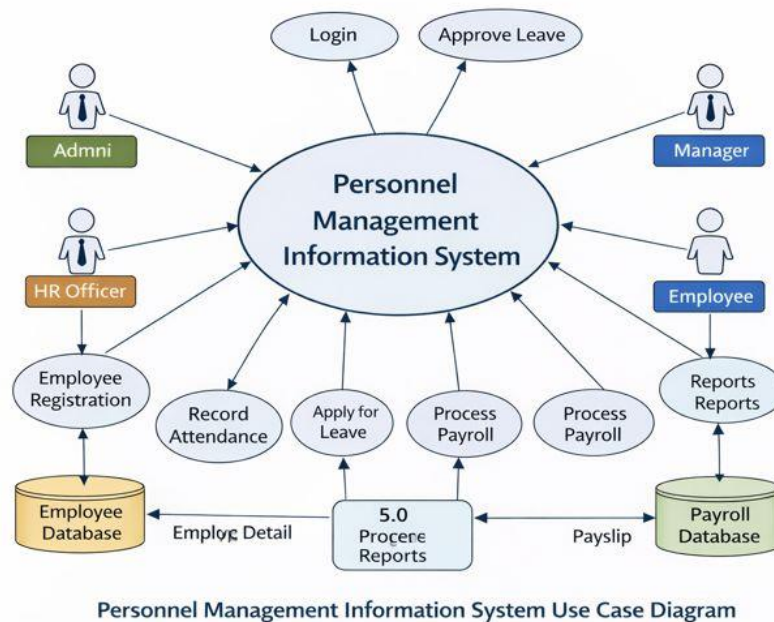 Login
Approve Leave
Admni
Manager
Personnel
Management
Information System
HR Officer
Employee
Employee
Registration
Record
Attendance
Apply for
Leave
Process
Payroll
Process
Payroll
Reports
Reports
Employee
Database
Detail
5.0
Reports
Payslip
Payroll
Database
Personnel Management Information System Use Case Diagram